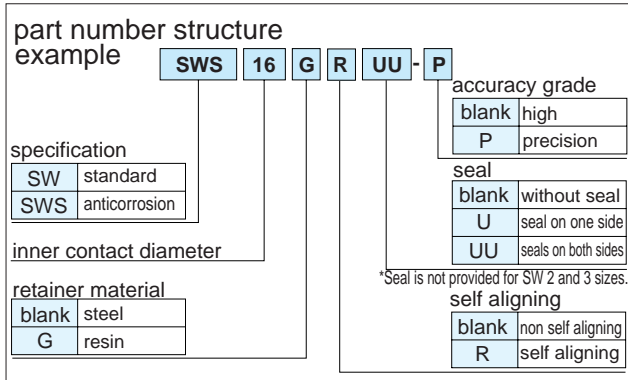 part number structure
example
SWS 16 G R UU - P
specification
SW standard
SWS anticorrosion
inner contact diameter
retainer material
blank steel
G resin
accuracy grade
blank high
P precision
seal
blank without seal
U seal on one side
UU seals on both sides
*Seal is not provided for SW 2 and 3 sizes.
self aligning
blank non self aligning
R self aligning